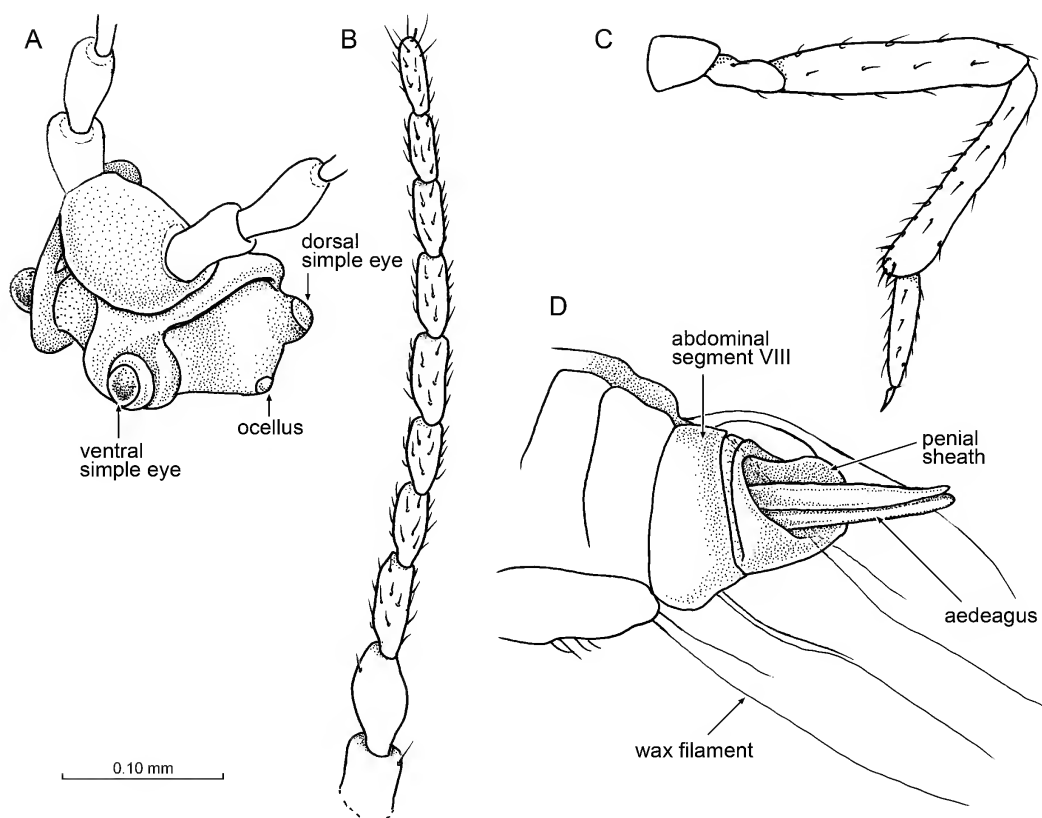 A
B
C
dorsal
simple eye
ventral
simple eye
ocellus
D
abdominal
segment VIII
penial
sheath
aedeagus
wax filament
0.10 mm